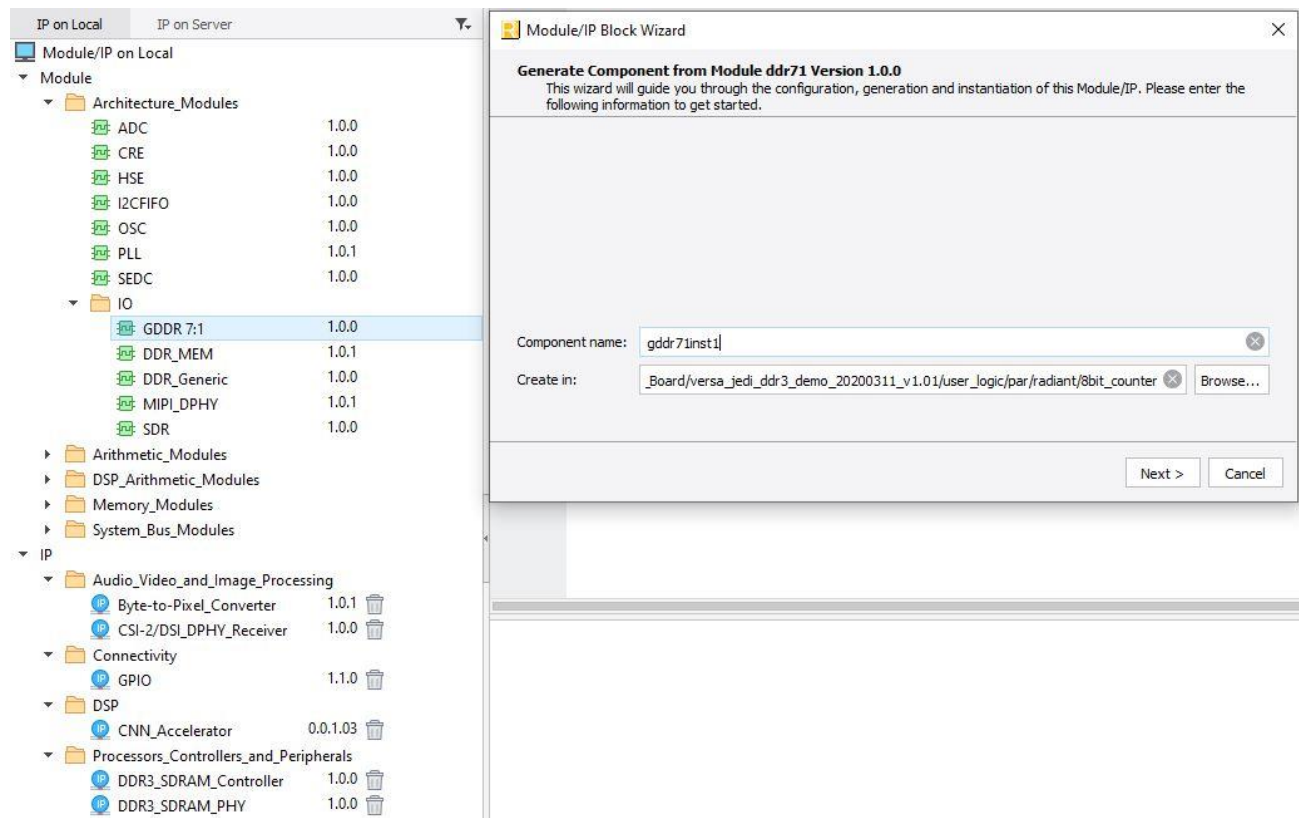 IP on Local
IP on Server
Module/IP on Local
Module
Architecture_Modules
ADC 1.0.0
CRE 1.0.0
HSE 1.0.0
I2CFIFO 1.0.0
OSC 1.0.0
PLL 1.0.1
SEDC 1.0.0
IO
GDDR 7:1 1.0.0
DDR_MEM 1.0.1
DDR_Generic 1.0.0
MIPI_DPHY 1.0.1
SDR 1.0.0
Arithmetic_Modules
DSP_Arithmetic_Modules
Memory_Modules
System_Bus_Modules
IP
Audio_Video_and_Image_Processing
Byte-to-Pixel_Converter 1.0.1
CSI-2/DSI_DPHY_Receiver 1.0.0
Connectivity
GPIO 1.1.0
DSP
CNN_Accelerator 0.0.1.03
Processors_Controllers_and_Peripherals
DDR3_SDRAM_Controller 1.0.0
DDR3_SDRAM_PHY 1.0.0
Module/IP Block Wizard
Generate Component from Module ddr71 Version 1.0.0
This wizard will guide you through the configuration, generation and instantiation of this Module/IP. Please enter the
following information to get started.
Component name: gddr71inst1
Create in: _Board/versa_jedi_ddr3_demo_20200311_v1.01/user_logic/par/radiant/8bit_counter Browse...
Next > Cancel